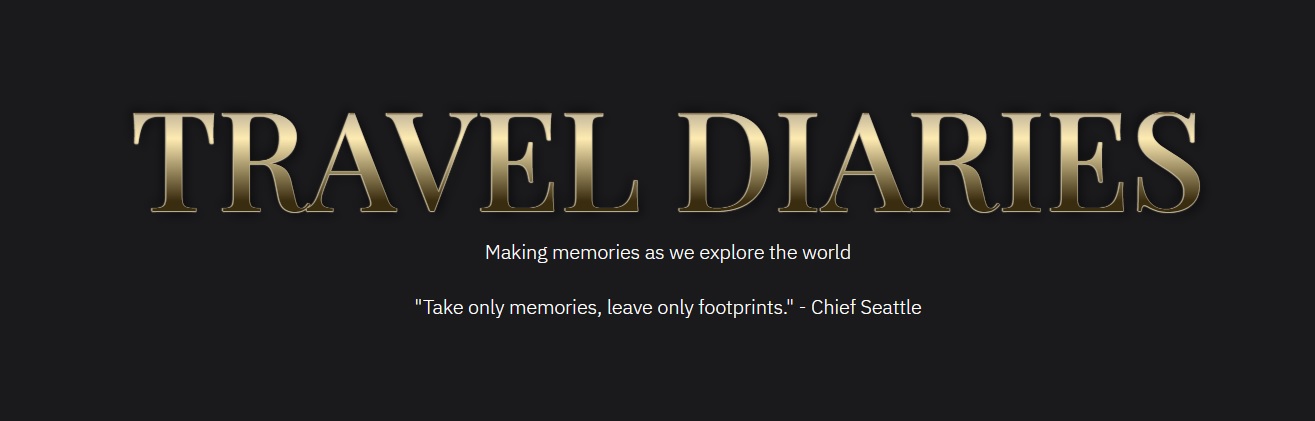 TRAVEL DIARIES
Making memories as we explore the world
"Take only memories, leave only footprints." - Chief Seattle